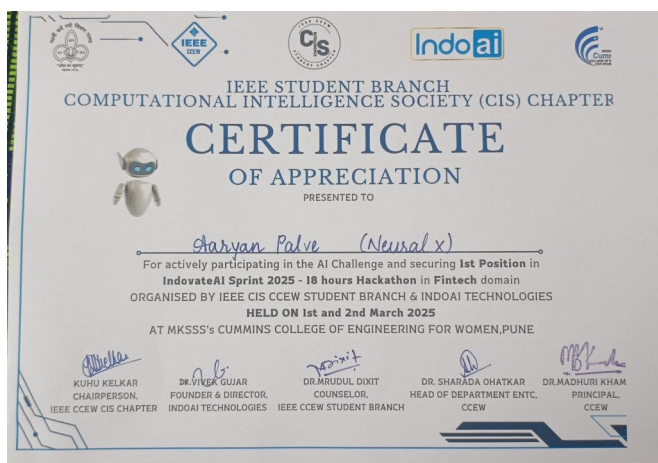 IEEE
CCEW
CIS
Indo ai
Cumm
IEEE STUDENT BRANCH
COMPUTATIONAL INTELLIGENCE SOCIETY (CIS) CHAPTER
CERTIFICATE
OF APPRECIATION
PRESENTED TO
Aaryan Palve (Neural x)
For actively participating in the AI Challenge and securing 1st Position in
IndovateAI Sprint 2025 - 18 hours Hackathon in Fintech domain
ORGANISED BY IEEE CIS CCEW STUDENT BRANCH & INDOAI TECHNOLOGIES
HELD ON 1st and 2nd March 2025
AT MKSSS's CUMMINS COLLEGE OF ENGINEERING FOR WOMEN,PUNE
KUHU KELKAR
CHAIRPERSON,
IEEE CCEW CIS CHAPTER
DR.VIVEK GUJAR
FOUNDER & DIRECTOR,
INDOAI TECHNOLOGIES
DR.MRUDUL DIXIT
COUNSELOR,
IEEE CCEW STUDENT BRANCH
DR. SHARADA OHATKAR
HEAD OF DEPARTMENT ENTC,
CCEW
DR.MADHURI KHAM
PRINCIPAL,
CCEW